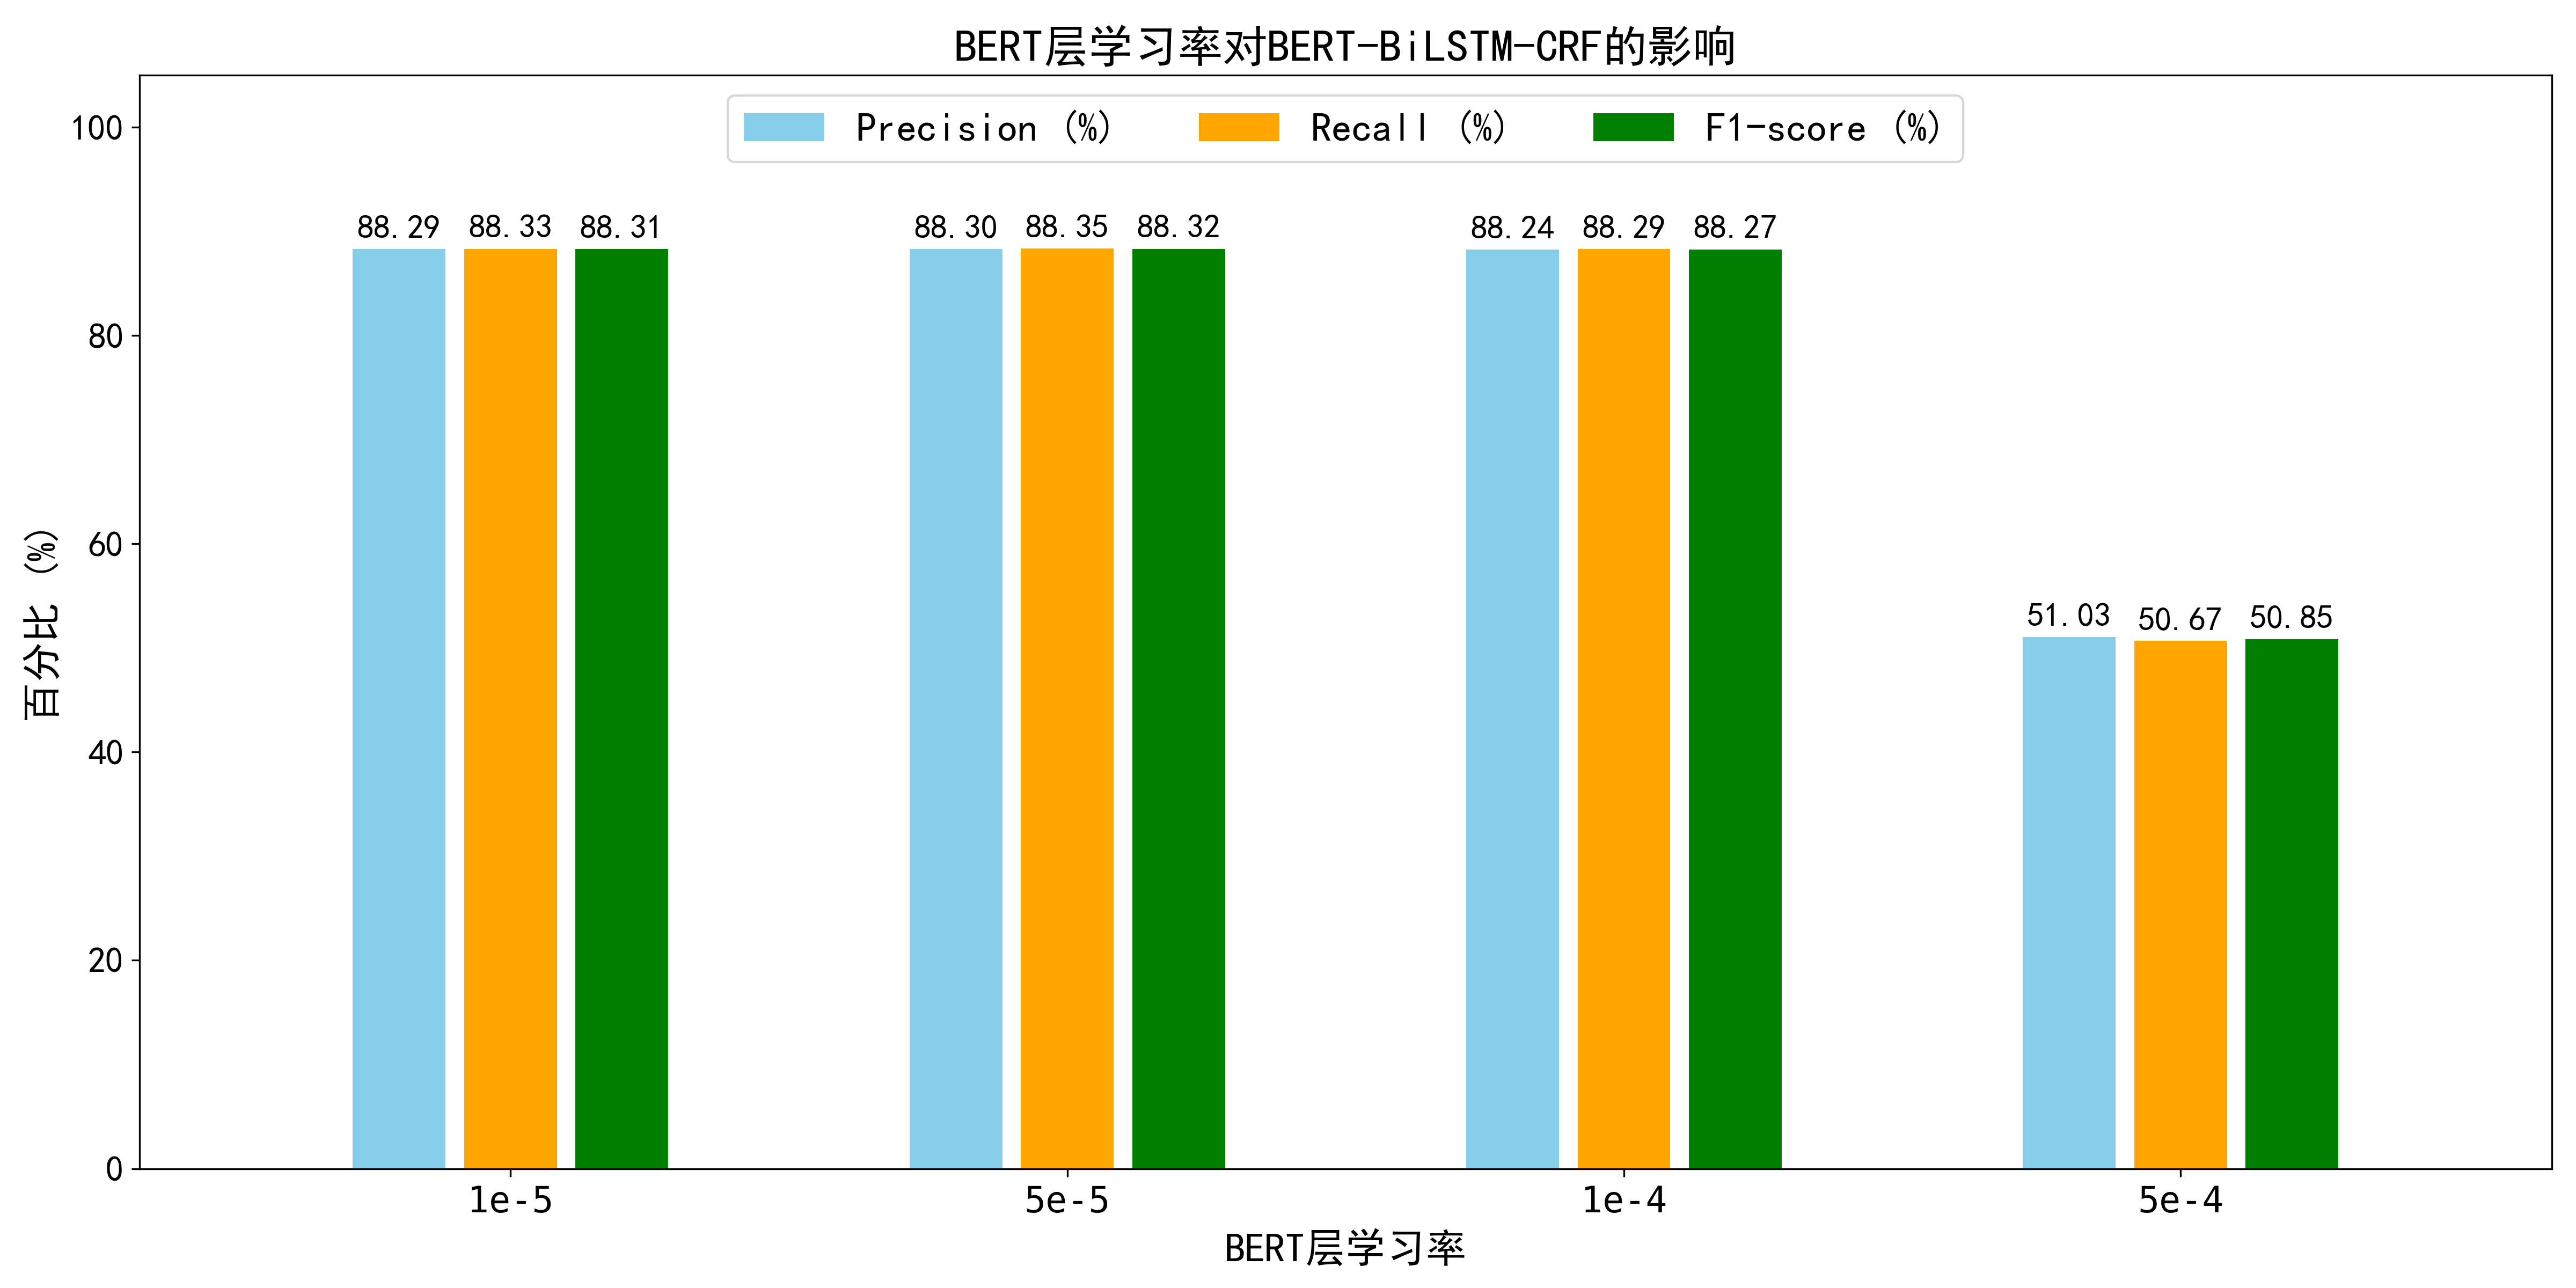 BERT层学习率对BERT-BiLSTM-CRF的影响
Precision (%) Recall (%) F1-score (%)
100
80
60
40
20
0
百分比 (%)
88.29 88.33 88.31
88.30 88.35 88.32
88.24 88.29 88.27
51.03 50.67 50.85
1e-5 5e-5 1e-4 5e-4
BERT层学习率